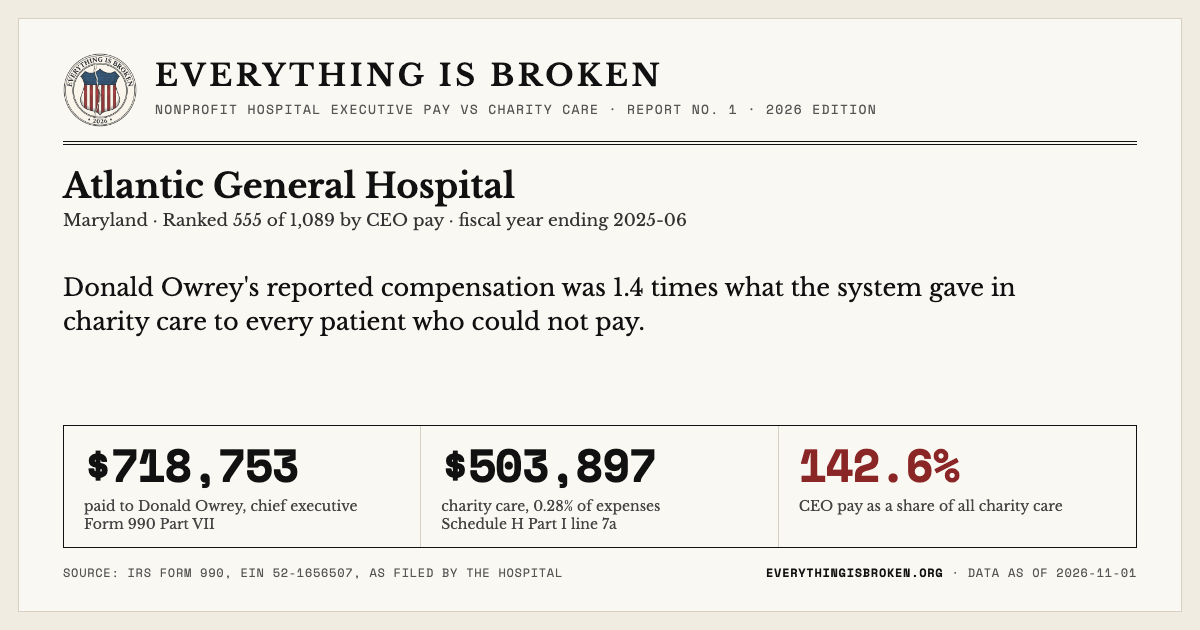 EVERYTHING IS BROKEN
· 2026 ·
EVERYTHING IS BROKEN
NONPROFIT HOSPITAL EXECUTIVE PAY VS CHARITY CARE · REPORT NO. 1 · 2026 EDITION
Atlantic General Hospital
Maryland · Ranked 555 of 1,089 by CEO pay · fiscal year ending 2025-06
Donald Owrey's reported compensation was 1.4 times what the system gave in
charity care to every patient who could not pay.
$718,753
paid to Donald Owrey, chief executive
Form 990 Part VII
$503,897
charity care, 0.28% of expenses
Schedule H Part I line 7a
142.6%
CEO pay as a share of all charity care
SOURCE: IRS FORM 990, EIN 52-1656507, AS FILED BY THE HOSPITAL
EVERYTHINGISBROKEN.ORG · DATA AS OF 2026-11-01